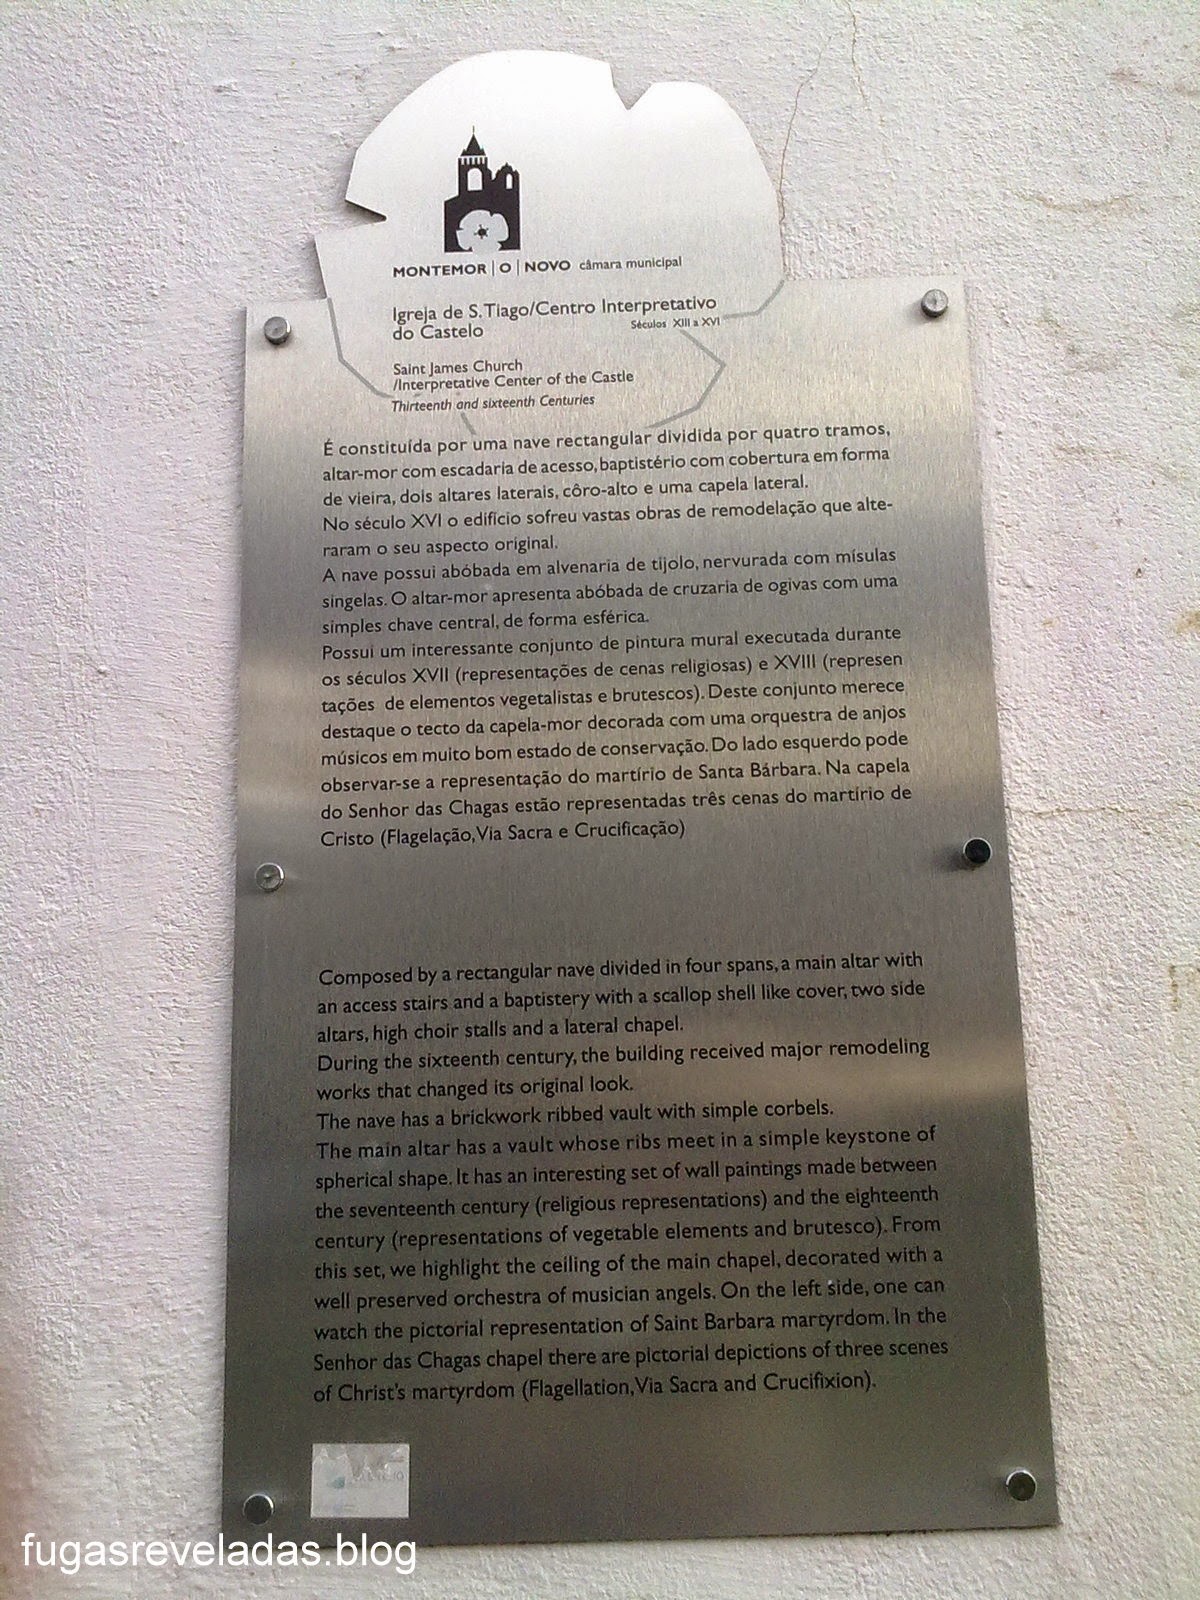 MONTEMOR | O | NOVO câmara municipal
Igreja de S. Tiago/Centro Interpretativo
do Castelo
Séculos XIII a XVI
Saint James Church
/Interpretative Center of the Castle
Thirteenth and sixteenth Centuries
É constituída por uma nave rectangular dividida por quatro tramos,
altar-mor com escadaria de acesso, baptistério com cobertura em forma
de vieira, dois altares laterais, côro-alto e uma capela lateral.
No século XVI o edifício sofreu vastas obras de remodelação que alte-
raram o seu aspecto original.
A nave possui abóbada em alvenaria de tijolo, nervurada com mísulas
singelas. O altar-mor apresenta abóbada de cruzaria de ogivas com uma
simples chave central, de forma esférica.
Possui um interessante conjunto de pintura mural executada durante
os séculos XVII (representações de cenas religiosas) e XVIII (represen
tações de elementos vegetalistas e brutescos). Deste conjunto merece
destaque o tecto da capela-mor decorada com uma orquestra de anjos
músicos em muito bom estado de conservação. Do lado esquerdo pode
observar-se a representação do martírio de Santa Bárbara. Na capela
do Senhor das Chagas estão representadas três cenas do martírio de
Cristo (Flagelação, Via Sacra e Crucificação)
Composed by a rectangular nave divided in four spans, a main altar with
an access stairs and a baptistery with a scallop shell like cover, two side
altars, high choir stalls and a lateral chapel.
During the sixteenth century, the building received major remodeling
works that changed its original look.
The nave has a brickwork ribbed vault with simple corbels.
The main altar has a vault whose ribs meet in a simple keystone of
spherical shape. It has an interesting set of wall paintings made between
the seventeenth century (religious representations) and the eighteenth
century (representations of vegetable elements and brutesco). From
this set, we highlight the ceiling of the main chapel, decorated with a
well preserved orchestra of musician angels. On the left side, one can
watch the pictorial representation of Saint Barbara martyrdom. In the
Senhor das Chagas chapel there are pictorial depictions of three scenes
of Christ's martyrdom (Flagellation, Via Sacra and Crucifixion).
fugasreveladas.blog